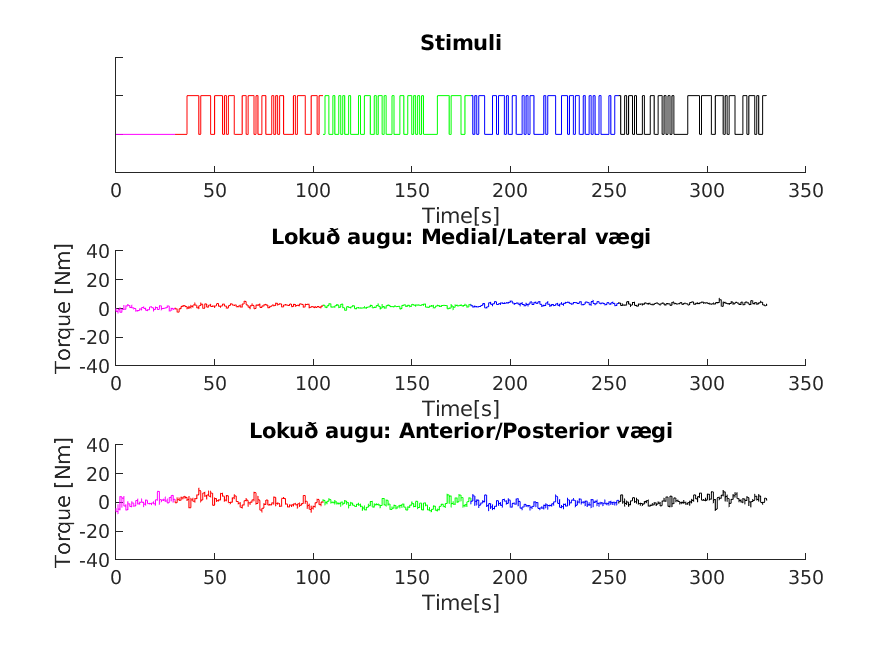 Stimuli
0 50 100 150 200 250 300 350
Time[s]
Lokuð augu: Medial/Lateral vægi
Torque [Nm]
40
20
0
-20
-40
0 50 100 150 200 250 300 350
Time[s]
Lokuð augu: Anterior/Posterior vægi
Torque [Nm]
40
20
0
-20
-40
0 50 100 150 200 250 300 350
Time[s]